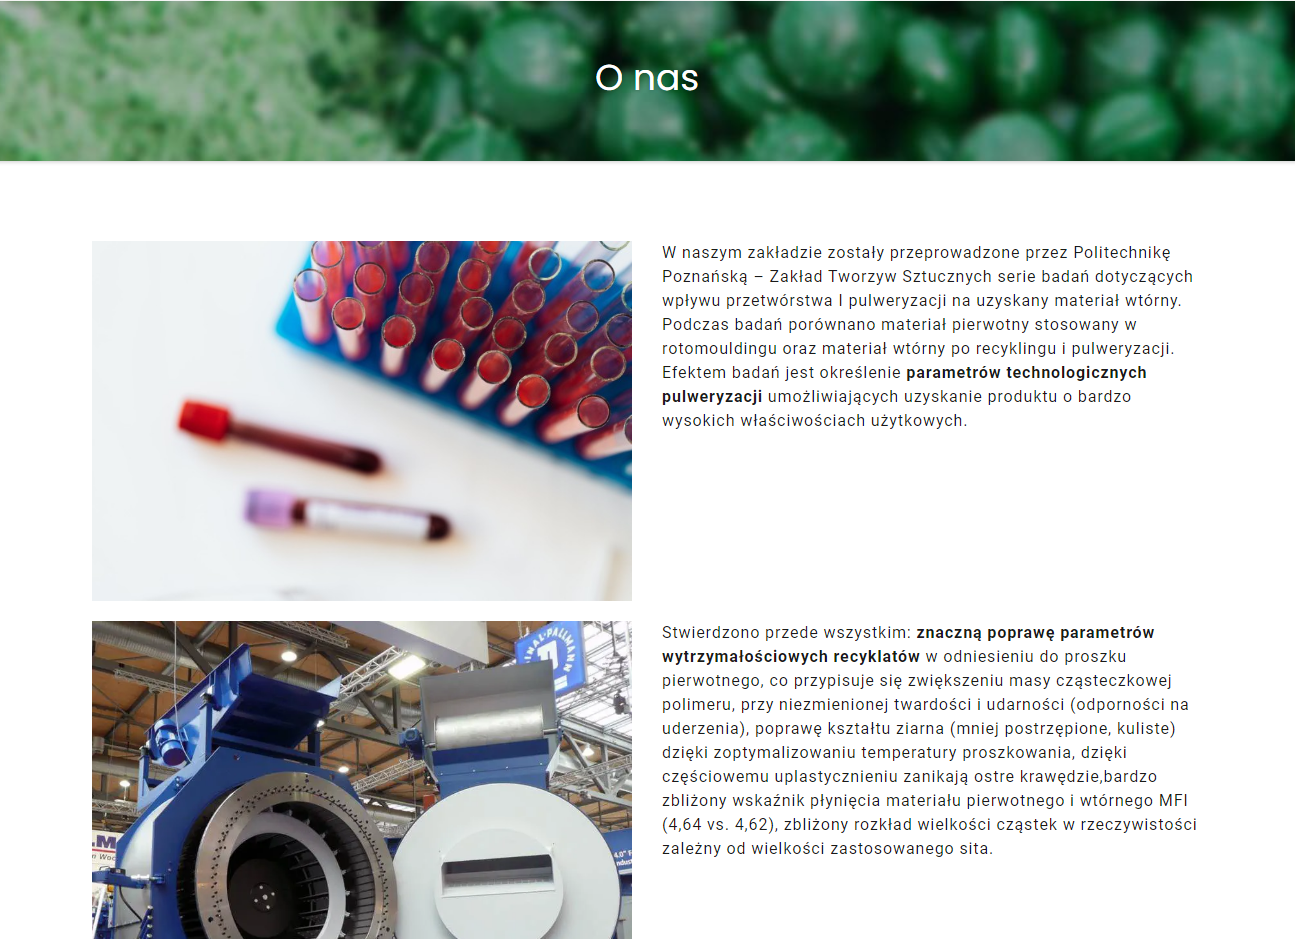 O nas
W naszym zakładzie zostały przeprowadzone przez Politechnikę
Poznańską – Zakład Tworzyw Sztucznych serie badań dotyczących
wpływu przetwórstwa I pulweryzacji na uzyskany materiał wtórny.
Podczas badań porównano materiał pierwotny stosowany w
rotomouldingu oraz materiał wtórny po recyklingu i pulweryzacji.
Efektem badań jest określenie parametrów technologicznych
pulweryzacji umożliwiających uzyskanie produktu o bardzo
wysokich właściwościach użytkowych.
PALLMANN
Stwierdzono przede wszystkim: znaczną poprawę parametrów
wytrzymałościowych recyklatów w odniesieniu do proszku
pierwotnego, co przypisuje się zwiększeniu masy cząsteczkowej
polimeru, przy niezmienionej twardości i udarności (odporności na
uderzenia), poprawę kształtu ziarna (mniej postrzępione, kuliste)
dzięki zoptymalizowaniu temperatury proszkowania, dzięki
częściowemu uplastycznieniu zanikają ostre krawędzie,bardzo
zbliżony wskaźnik płynięcia materiału pierwotnego i wtórnego MFI
(4,64 vs. 4,62), zbliżony rozkład wielkości cząstek w rzeczywistości
zależny od wielkości zastosowanego sita.